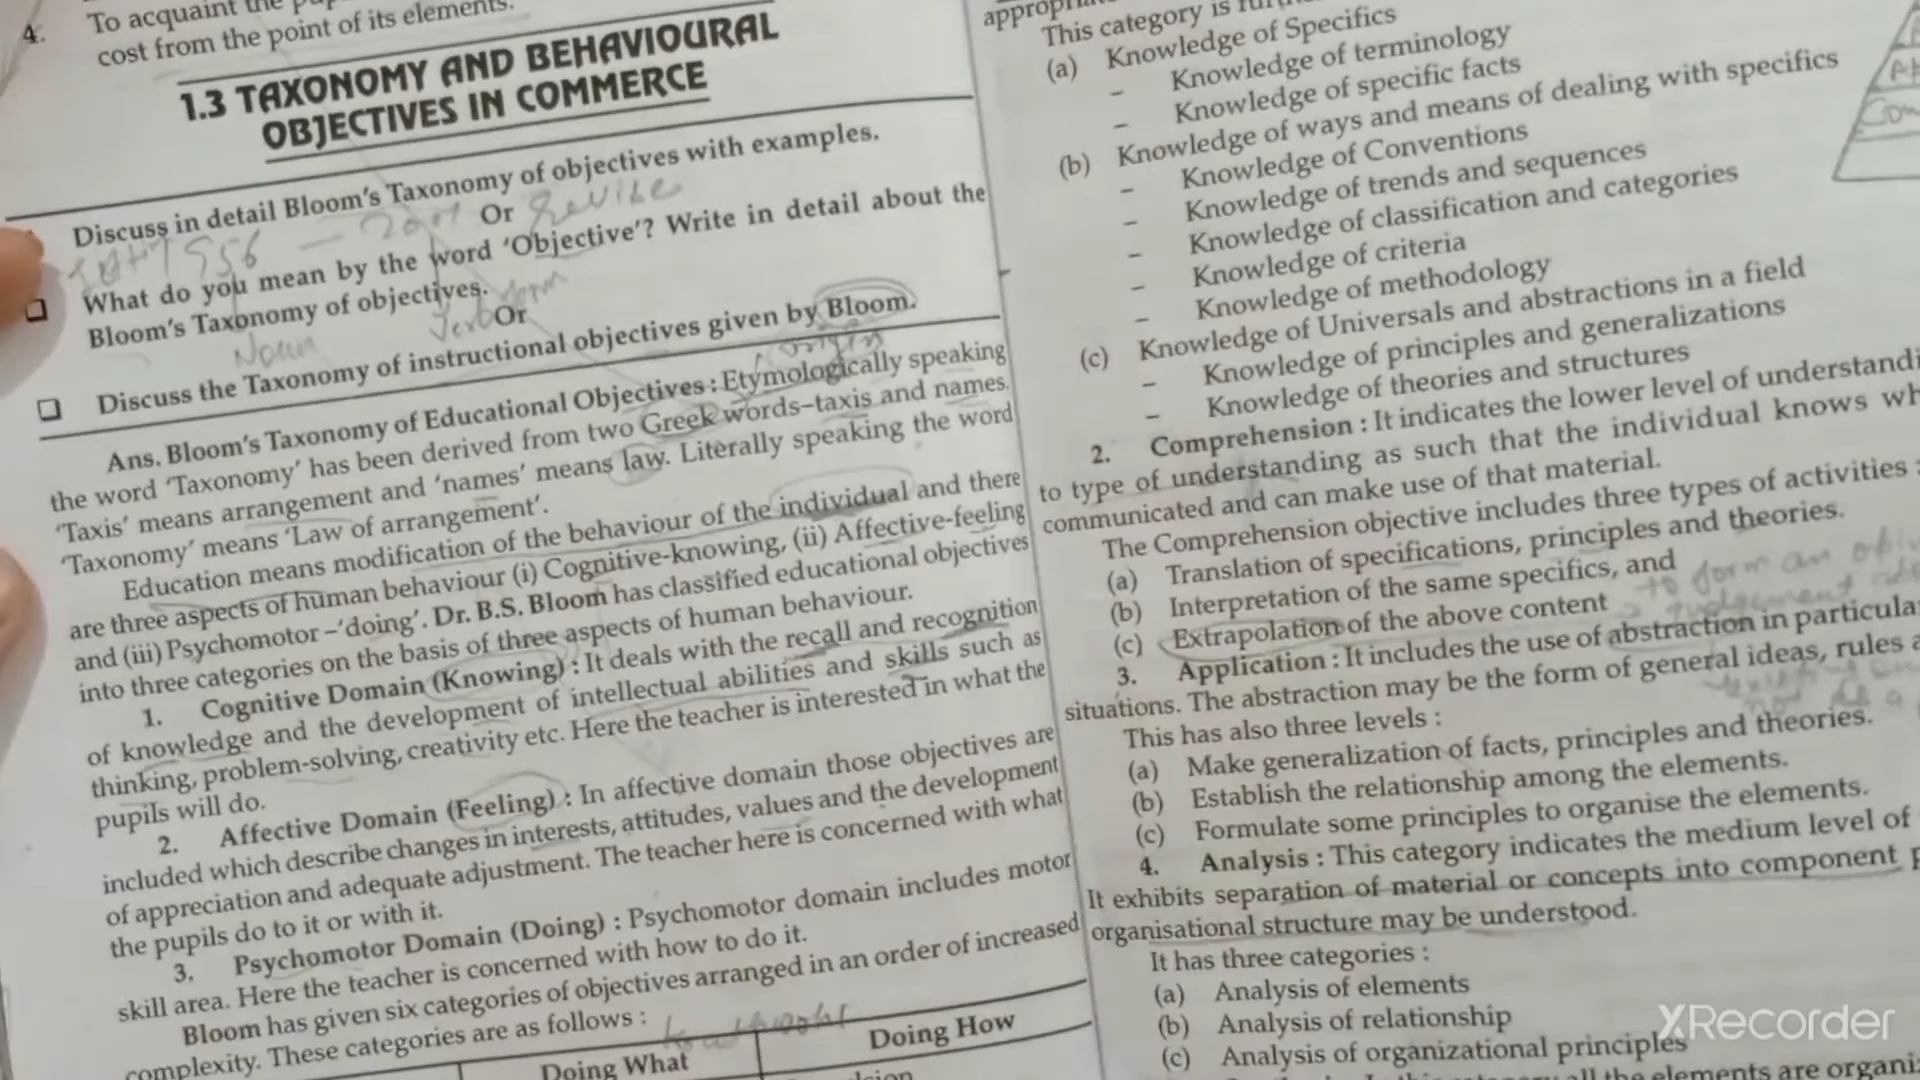 4. To acquaint the
cost from the point of its elements.
1.3 TAXONOMY AND BEHAVIOURAL
OBJECTIVES IN COMMERCE
Discuss in detail Bloom's Taxonomy of objectives with examples.
1956 — 2001 Or Revise
What do you mean by the word 'Objective'? Write in detail about the
Bloom's Taxonomy of objectives.
Noun Or form
Discuss the Taxonomy of instructional objectives given by Bloom.
origin
Ans. Bloom's Taxonomy of Educational Objectives : Etymologically speaking
the word 'Taxonomy' has been derived from two Greek words–taxis and names.
'Taxis' means arrangement and 'names' means law. Literally speaking the word
'Taxonomy' means 'Law of arrangement'.
Education means modification of the behaviour of the individual and there
are three aspects of human behaviour (i) Cognitive-knowing, (ii) Affective-feeling
and (iii) Psychomotor –'doing'. Dr. B.S. Bloom has classified educational objectives
into three categories on the basis of three aspects of human behaviour.
1. Cognitive Domain (Knowing) : It deals with the recall and recognition
of knowledge and the development of intellectual abilities and skills such as
thinking, problem-solving, creativity etc. Here the teacher is interested in what the
pupils will do.
2. Affective Domain (Feeling) : In affective domain those objectives are
included which describe changes in interests, attitudes, values and the development
of appreciation and adequate adjustment. The teacher here is concerned with what
the pupils do to it or with it.
3. Psychomotor Domain (Doing) : Psychomotor domain includes motor
skill area. Here the teacher is concerned with how to do it.
Bloom has given six categories of objectives arranged in an order of increased
complexity. These categories are as follows :
Doing What Doing How
This category is
(a) Knowledge of Specifics
– Knowledge of terminology
– Knowledge of specific facts
(b) Knowledge of ways and means of dealing with specifics
– Knowledge of Conventions
– Knowledge of trends and sequences
– Knowledge of classification and categories
– Knowledge of criteria
– Knowledge of methodology
(c) Knowledge of Universals and abstractions in a field
– Knowledge of principles and generalizations
– Knowledge of theories and structures
2. Comprehension : It indicates the lower level of understandi
to type of understanding as such that the individual knows wh
communicated and can make use of that material.
The Comprehension objective includes three types of activities :
(a) Translation of specifications, principles and theories.
(b) Interpretation of the same specifics, and
(c) Extrapolation of the above content
to form an
3. Application : It includes the use of abstraction in particula
situations. The abstraction may be the form of general ideas, rules
This has also three levels :
(a) Make generalization of facts, principles and theories.
(b) Establish the relationship among the elements.
(c) Formulate some principles to organise the elements.
4. Analysis : This category indicates the medium level of
It exhibits separation of material or concepts into component
organisational structure may be understood.
It has three categories :
(a) Analysis of elements
(b) Analysis of relationship
(c) Analysis of organizational principles
all the elements are organi
Com
XRecorder